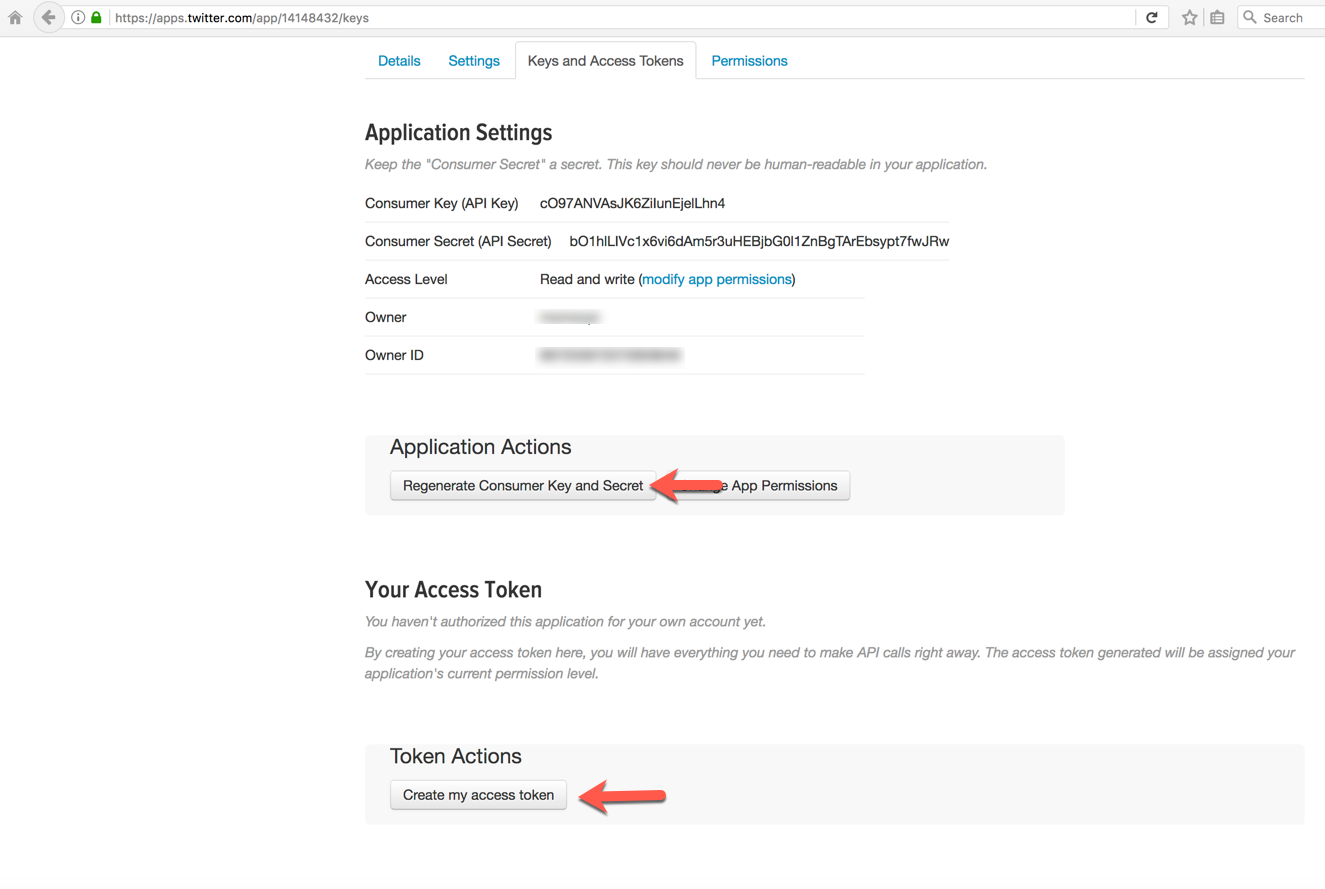 https://apps.twitter.com/app/14148432/keys
Search
Details Settings Keys and Access Tokens Permissions
Application Settings
Keep the "Consumer Secret" a secret. This key should never be human-readable in your application.
Consumer Key (API Key)
Consumer Secret (API Secret)
Access Level Read and write (modify app permissions)
Owner
Owner ID
Application Actions
Regenerate Consumer Key and Secret App Permissions
Your Access Token
You haven't authorized this application for your own account yet.
By creating your access token here, you will have everything you need to make API calls right away. The access token generated will be assigned your
application's current permission level.
Token Actions
Create my access token